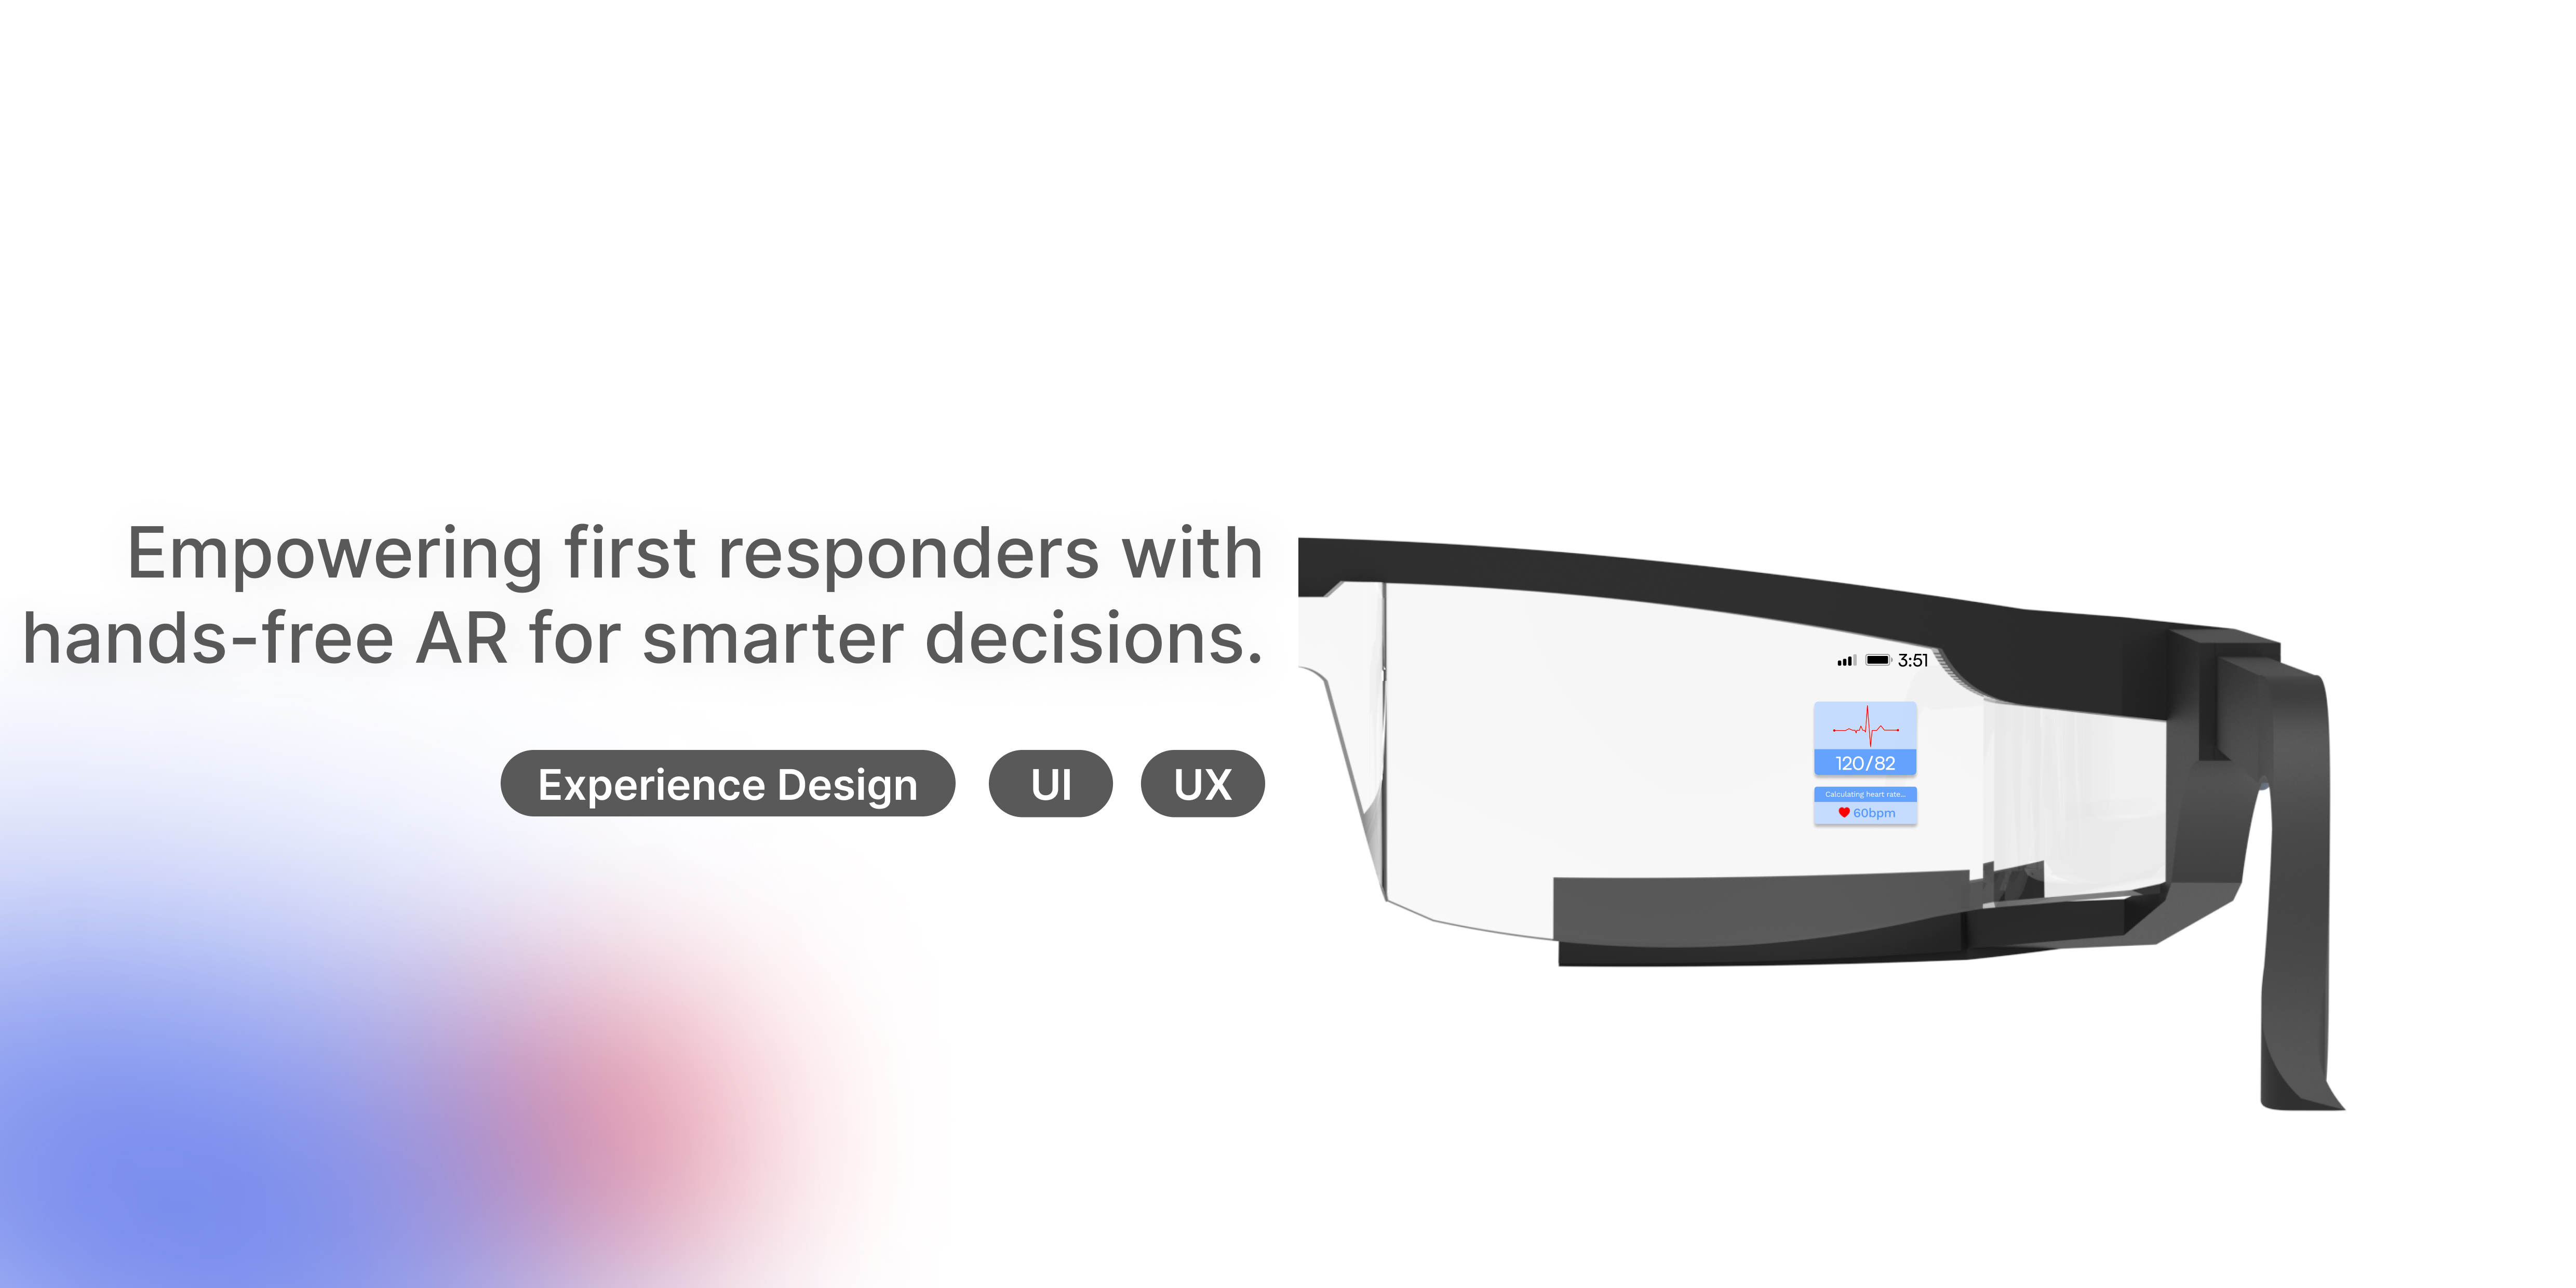 Empowering first responders with
hands-free AR for smarter decisions.
Experience Design UI UX
3:51
120/82
Calculating heart rate...
60bpm